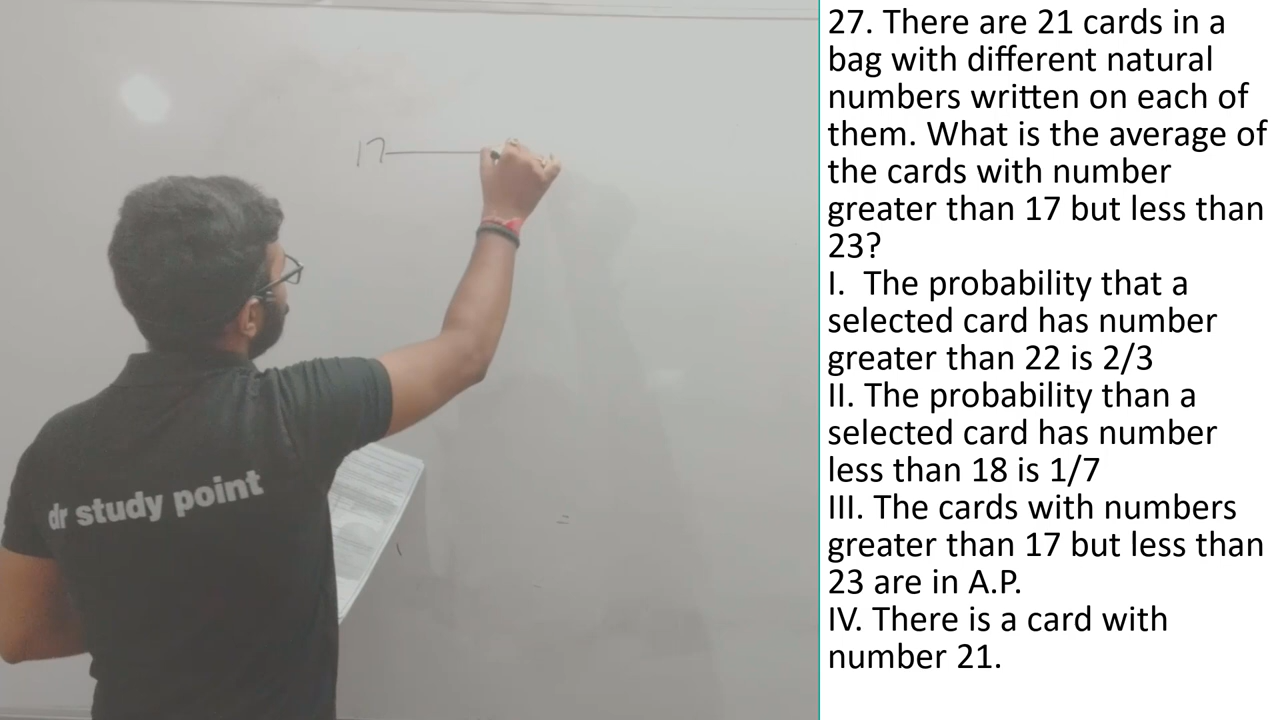 17
dr study point
27. There are 21 cards in a
bag with different natural
numbers written on each of
them. What is the average of
the cards with number
greater than 17 but less than
23?
I. The probability that a
selected card has number
greater than 22 is 2/3
II. The probability than a
selected card has number
less than 18 is 1/7
III. The cards with numbers
greater than 17 but less than
23 are in A.P.
IV. There is a card with
number 21.